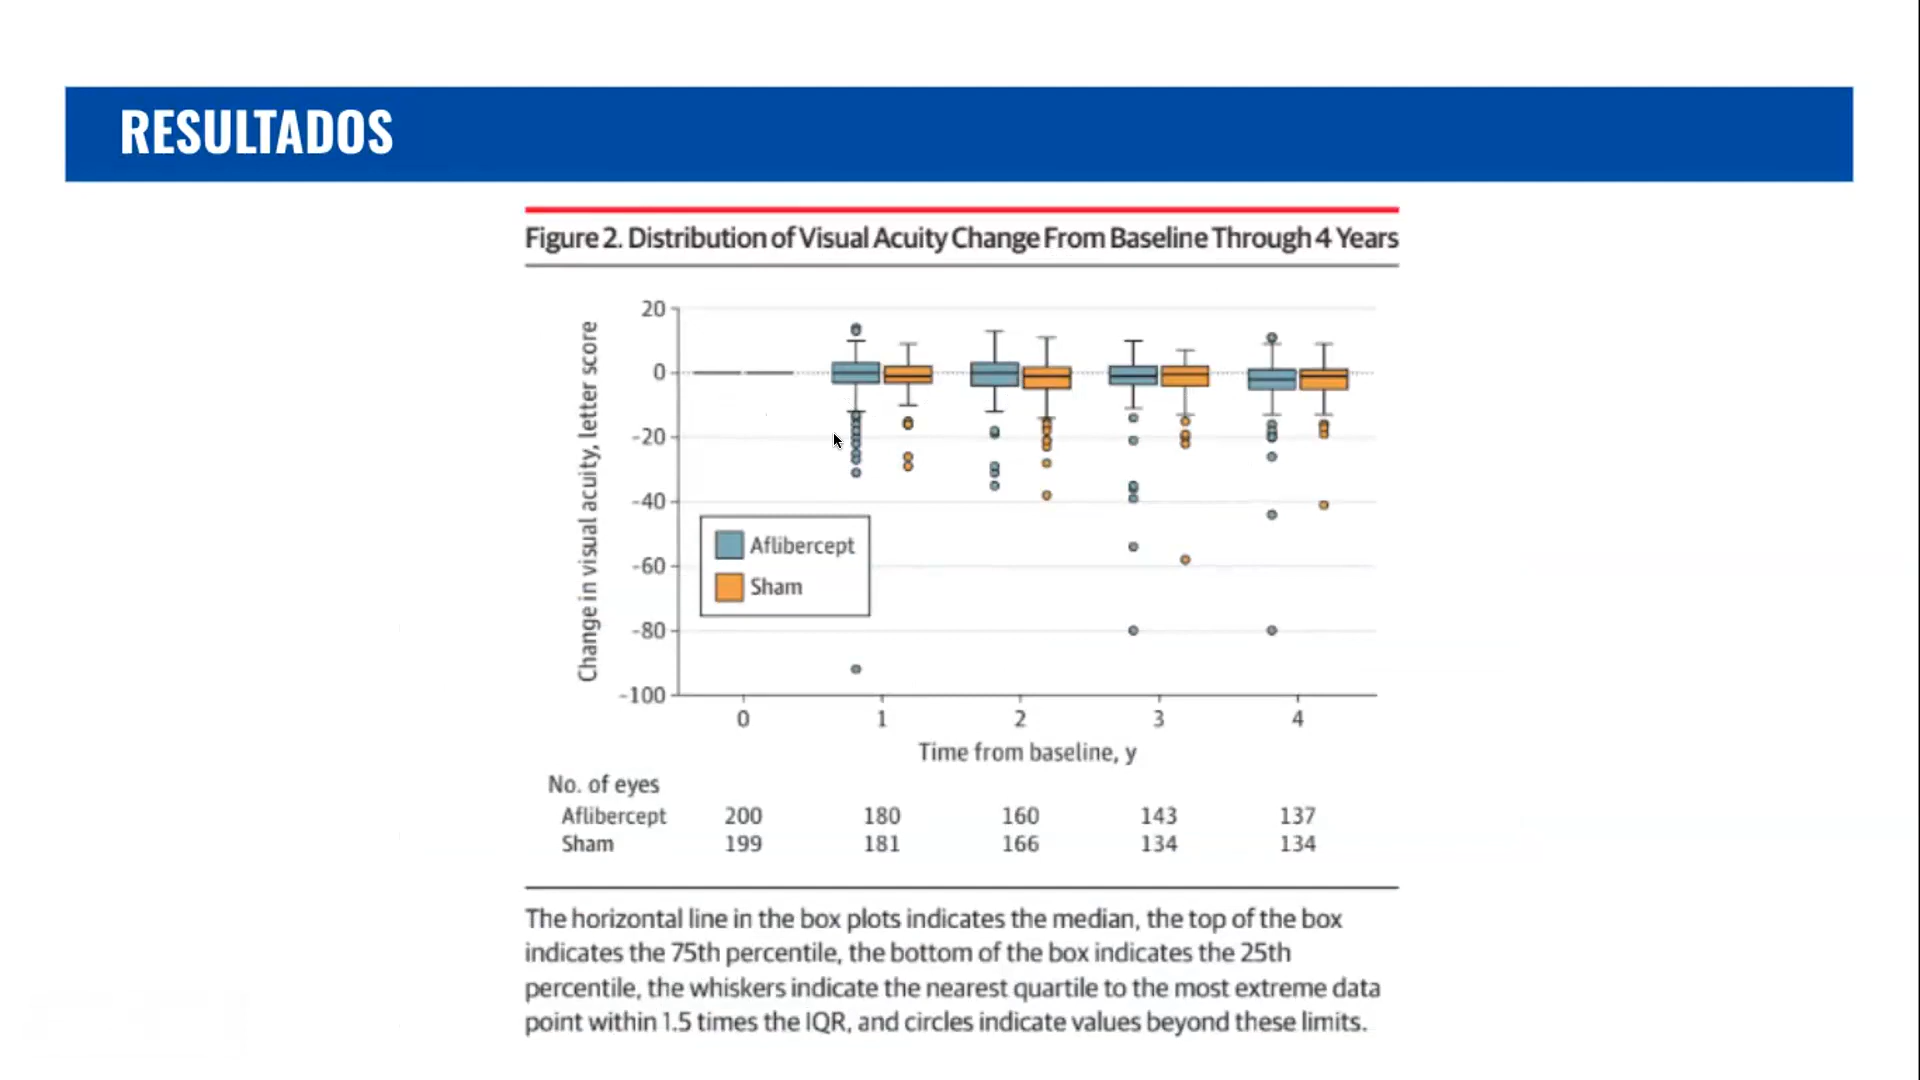 RESULTADOS
Figure 2. Distribution of Visual Acuity Change From Baseline Through 4 Years
Change in visual acuity, letter score
20
0
-20
-40
-60
-80
-100
Aflibercept
Sham
0 1 2 3 4
Time from baseline, y
No. of eyes
Aflibercept 200 180 160 143 137
Sham 199 181 166 134 134
The horizontal line in the box plots indicates the median, the top of the box
indicates the 75th percentile, the bottom of the box indicates the 25th
percentile, the whiskers indicate the nearest quartile to the most extreme data
point within 1.5 times the IQR, and circles indicate values beyond these limits.